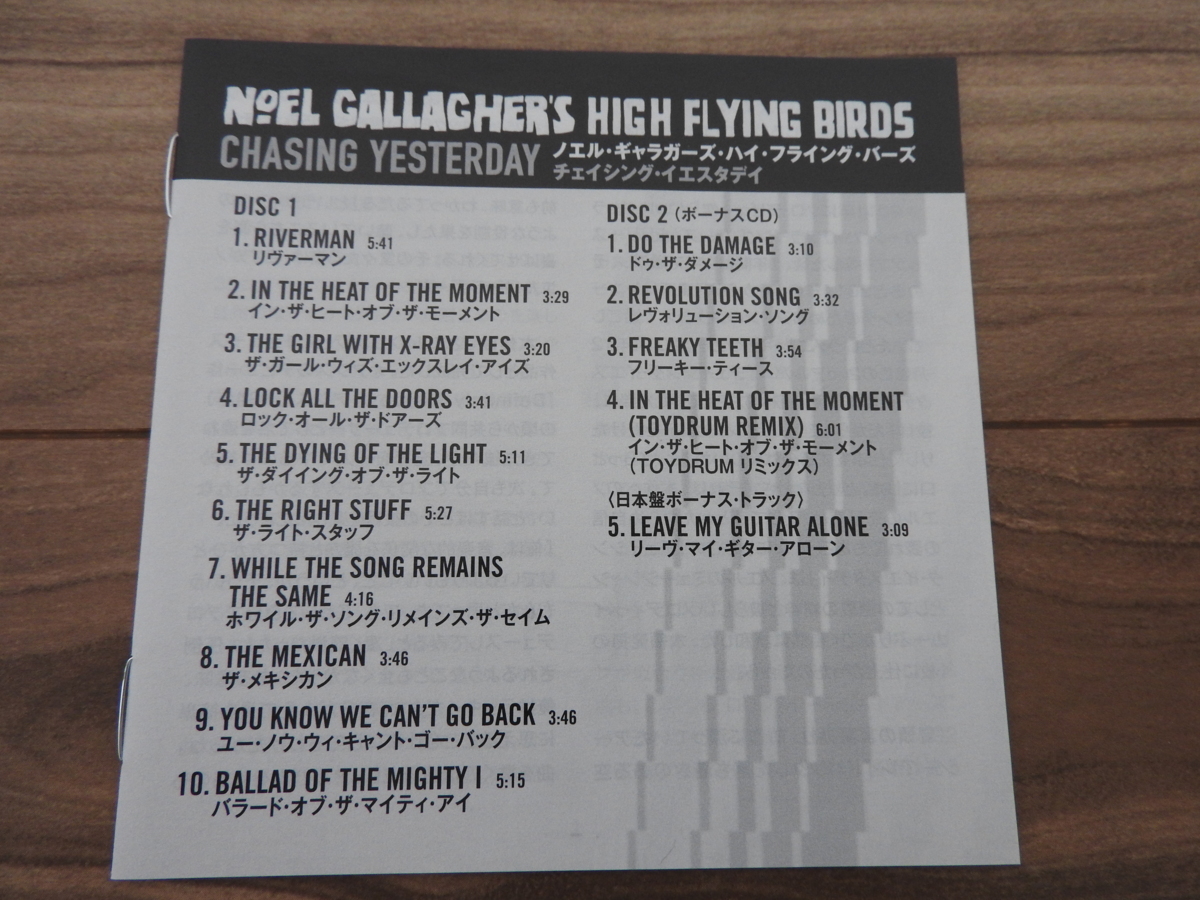 NOEL GALLAGHER'S HIGH FLYING BIRDS
CHASING YESTERDAY
ノエル・ギャラガーズ・ハイ・フライング・バーズ
チェイシング・イエスタデイ
DISC 1
1. RIVERMAN 5:41
リヴァーマン
2. IN THE HEAT OF THE MOMENT 3:29
イン・ザ・ヒート・オブ・ザ・モーメント
3. THE GIRL WITH X-RAY EYES 3:20
ザ・ガール・ウィズ・エックスレイ・アイズ
4. LOCK ALL THE DOORS 3:41
ロック・オール・ザ・ドアーズ
5. THE DYING OF THE LIGHT 5:11
ザ・ダイイング・オブ・ザ・ライト
6. THE RIGHT STUFF 5:27
ザ・ライト・スタッフ
7. WHILE THE SONG REMAINS
THE SAME 4:16
ホワイル・ザ・ソング・リメインズ・ザ・セイム
8. THE MEXICAN 3:46
ザ・メキシカン
9. YOU KNOW WE CAN'T GO BACK 3:46
ユー・ノウ・ウィ・キャント・ゴー・バック
10. BALLAD OF THE MIGHTY I 5:15
バラード・オブ・ザ・マイティ・アイ
DISC 2 (ボーナスCD)
1. DO THE DAMAGE 3:10
ドゥ・ザ・ダメージ
2. REVOLUTION SONG 3:32
レヴォリューション・ソング
3. FREAKY TEETH 3:54
フリーキー・ティース
4. IN THE HEAT OF THE MOMENT
(TOYDRUM REMIX) 6:01
イン・ザ・ヒート・オブ・ザ・モーメント
(TOYDRUM リミックス)
〈日本盤ボーナス・トラック〉
5. LEAVE MY GUITAR ALONE 3:09
リーヴ・マイ・ギター・アローン